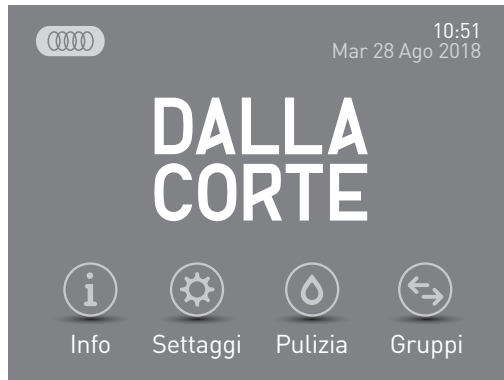 10:51
Mar 28 Ago 2018
DALLA
CORTE
Info
Settaggi
Pulizia
Gruppi